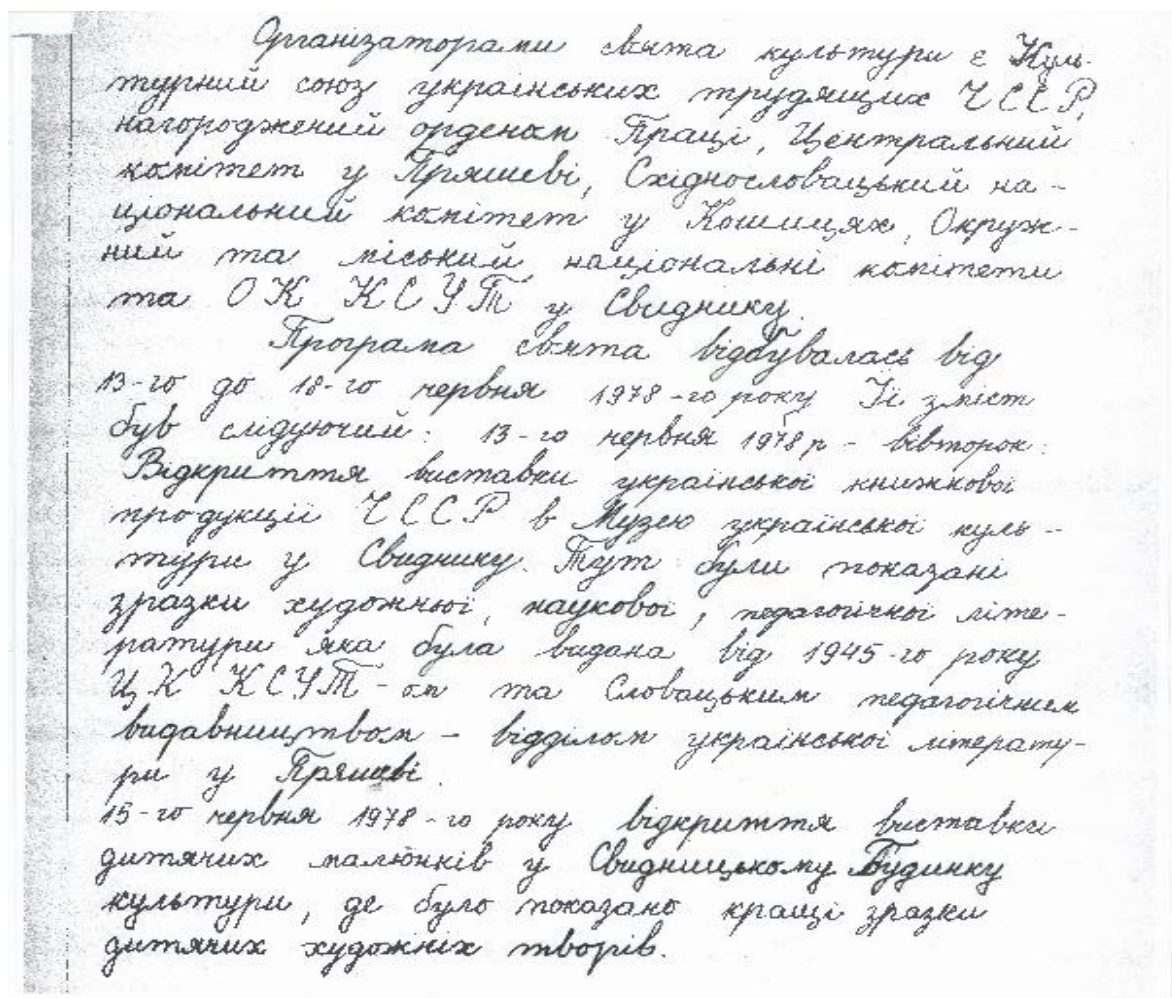 Організаторами свята культури є Куль-
турний союз українських трудящих ЧССР,
нагороджений орденом Праці, Центральний
комітет у Пряшеві, Східнословацький на-
ціональний комітет у Кошицях, Окруж-
ний та міський національні комітети
та ОК КСУТ у Свиднику.
Програма свята відбувалась від
13-го до 18-го червня 1978-го року Її зміст
був слідуючий: 13-го червня 1978 р - вівторок:
Відкриття виставки української книжкової
продукції ЧССР в Музею української куль-
тури у Свиднику. Тут були показані
зразки художньої, наукової, педагогічної літе-
ратури яка була видана від 1945-го року
ЦК КСУТ-ом та Словацьким педагогічним
видавництвом - відділом української літерату-
ри у Пряшеві.
15-го червня 1978-го року відкриття виставки
дитячих малюнків у Свидницькому Будинку
культури, де було показано кращі зразки
дитячих художніх творів.